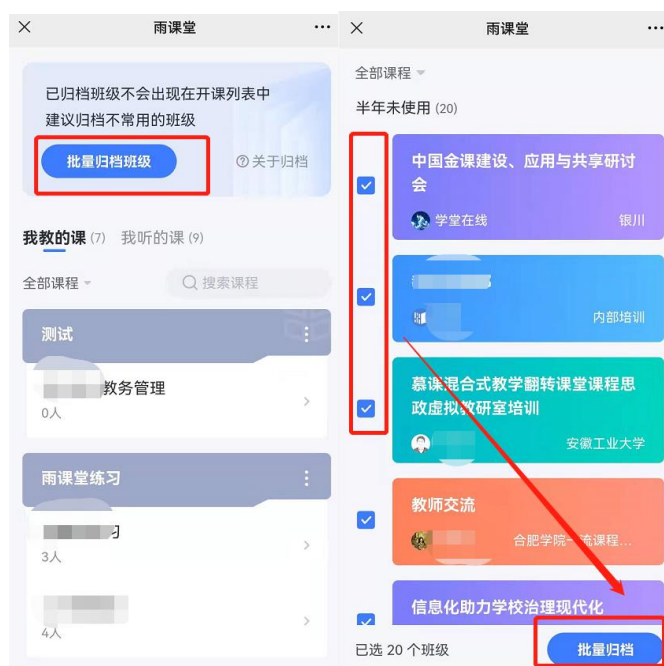 雨课堂
已归档班级不会出现在开课列表中
建议归档不常用的班级
批量归档班级
关于归档
我教的课 (7) 我听的课 (9)
全部课程
搜索课程
测试
教务管理
0人
雨课堂练习
习
3人
4人
雨课堂
全部课程
半年未使用 (20)
中国金课建设、应用与共享研讨
会
学堂在线
银川
内部培训
慕课混合式教学翻转课堂课程思
政虚拟教研室培训
安徽工业大学
教师交流
合肥学院一流课程...
信息化助力学校治理现代化
已选 20 个班级
批量归档